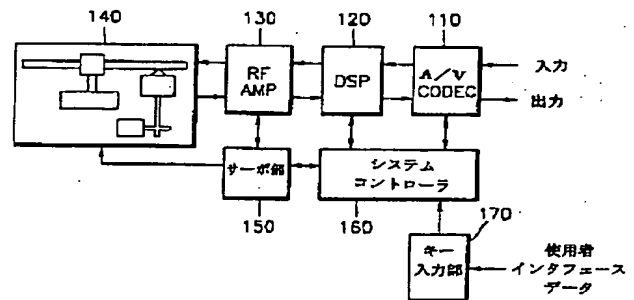 140
130
120
110
RF
AMP
DSP
A/V
CODEC
入力
出力
サーボ部
システム
コントローラ
150
160
170
キー
入力部
使用者
インタフェース
データ